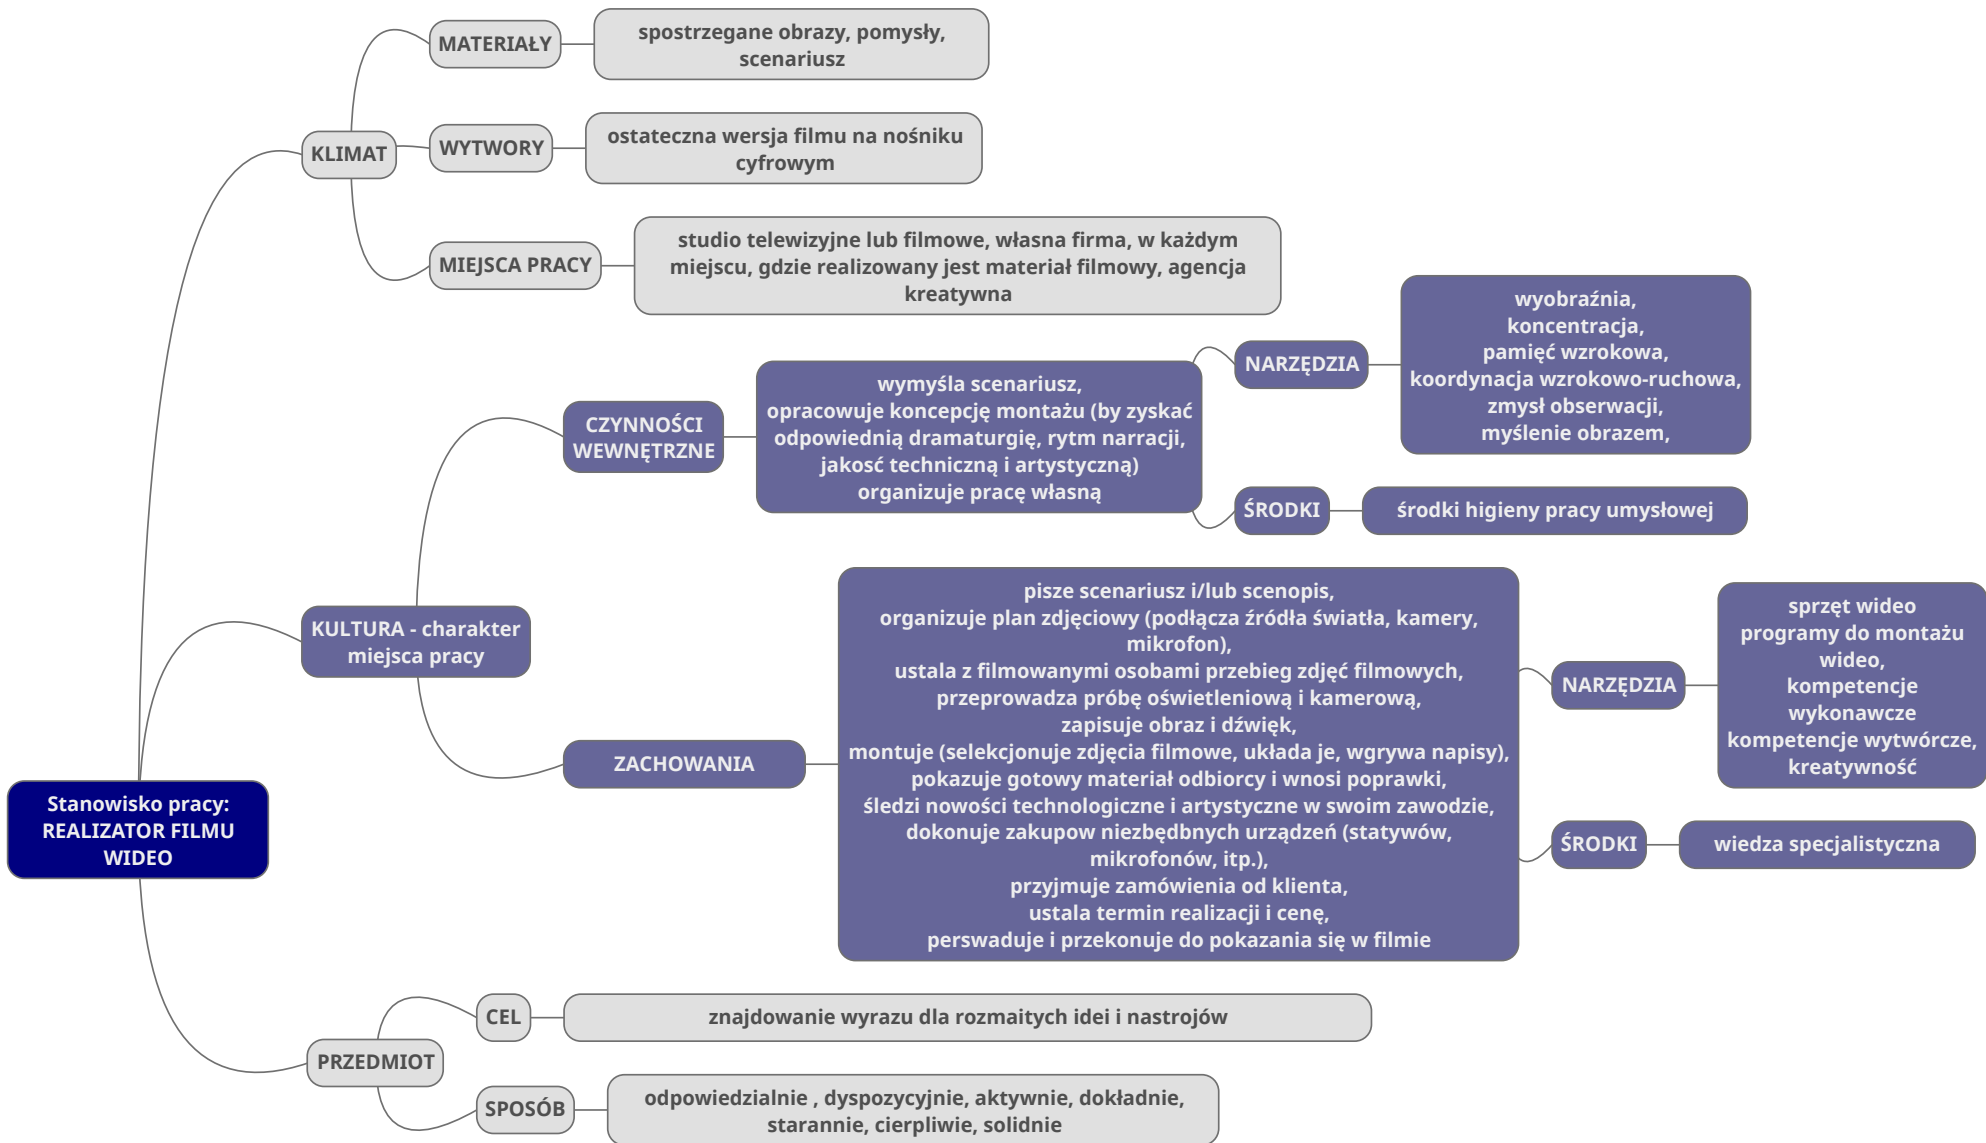 MATERIAŁY
spostrzegane obrazy, pomysły,
scenariusz
KLIMAT
WYTWORY
ostateczna wersja filmu na nośniku
cyfrowym
MIEJSCA PRACY
studio telewizyjne lub filmowe, własna firma, w każdym
miejscu, gdzie realizowany jest materiał filmowy, agencja
kreatywna
CZYNNOŚCI
WEWNĘTRZNE
wymyśla scenariusz,
opracowuje koncepcję montażu (by zyskać
odpowiednią dramaturgię, rytm narracji,
jakosć techniczną i artystyczną)
organizuje pracę własną
NARZĘDZIA
wyobraźnia,
koncentracja,
pamięć wzrokowa,
koordynacja wzrokowo-ruchowa,
zmysł obserwacji,
myślenie obrazem,
ŚRODKI
środki higieny pracy umysłowej
KULTURA - charakter
miejsca pracy
ZACHOWANIA
pisze scenariusz i/lub scenopis,
organizuje plan zdjęciowy (podłącza źródła światła, kamery,
mikrofon),
ustala z filmowanymi osobami przebieg zdjęć filmowych,
przeprowadza próbę oświetleniową i kamerową,
zapisuje obraz i dźwięk,
montuje (selekcjonuje zdjęcia filmowe, układa je, wgrywa napisy),
pokazuje gotowy materiał odbiorcy i wnosi poprawki,
śledzi nowości technologiczne i artystyczne w swoim zawodzie,
dokonuje zakupow niezbędbnych urządzeń (statywów,
mikrofonów, itp.),
przyjmuje zamówienia od klienta,
ustala termin realizacji i cenę,
perswaduje i przekonuje do pokazania się w filmie
NARZĘDZIA
sprzęt wideo
programy do montażu
wideo,
kompetencje
wykonawcze
kompetencje wytwórcze,
kreatywność
ŚRODKI
wiedza specjalistyczna
Stanowisko pracy:
REALIZATOR FILMU
WIDEO
CEL
znajdowanie wyrazu dla rozmaitych idei i nastrojów
PRZEDMIOT
SPOSÓB
odpowiedzialnie , dyspozycyjnie, aktywnie, dokładnie,
starannie, cierpliwie, solidnie